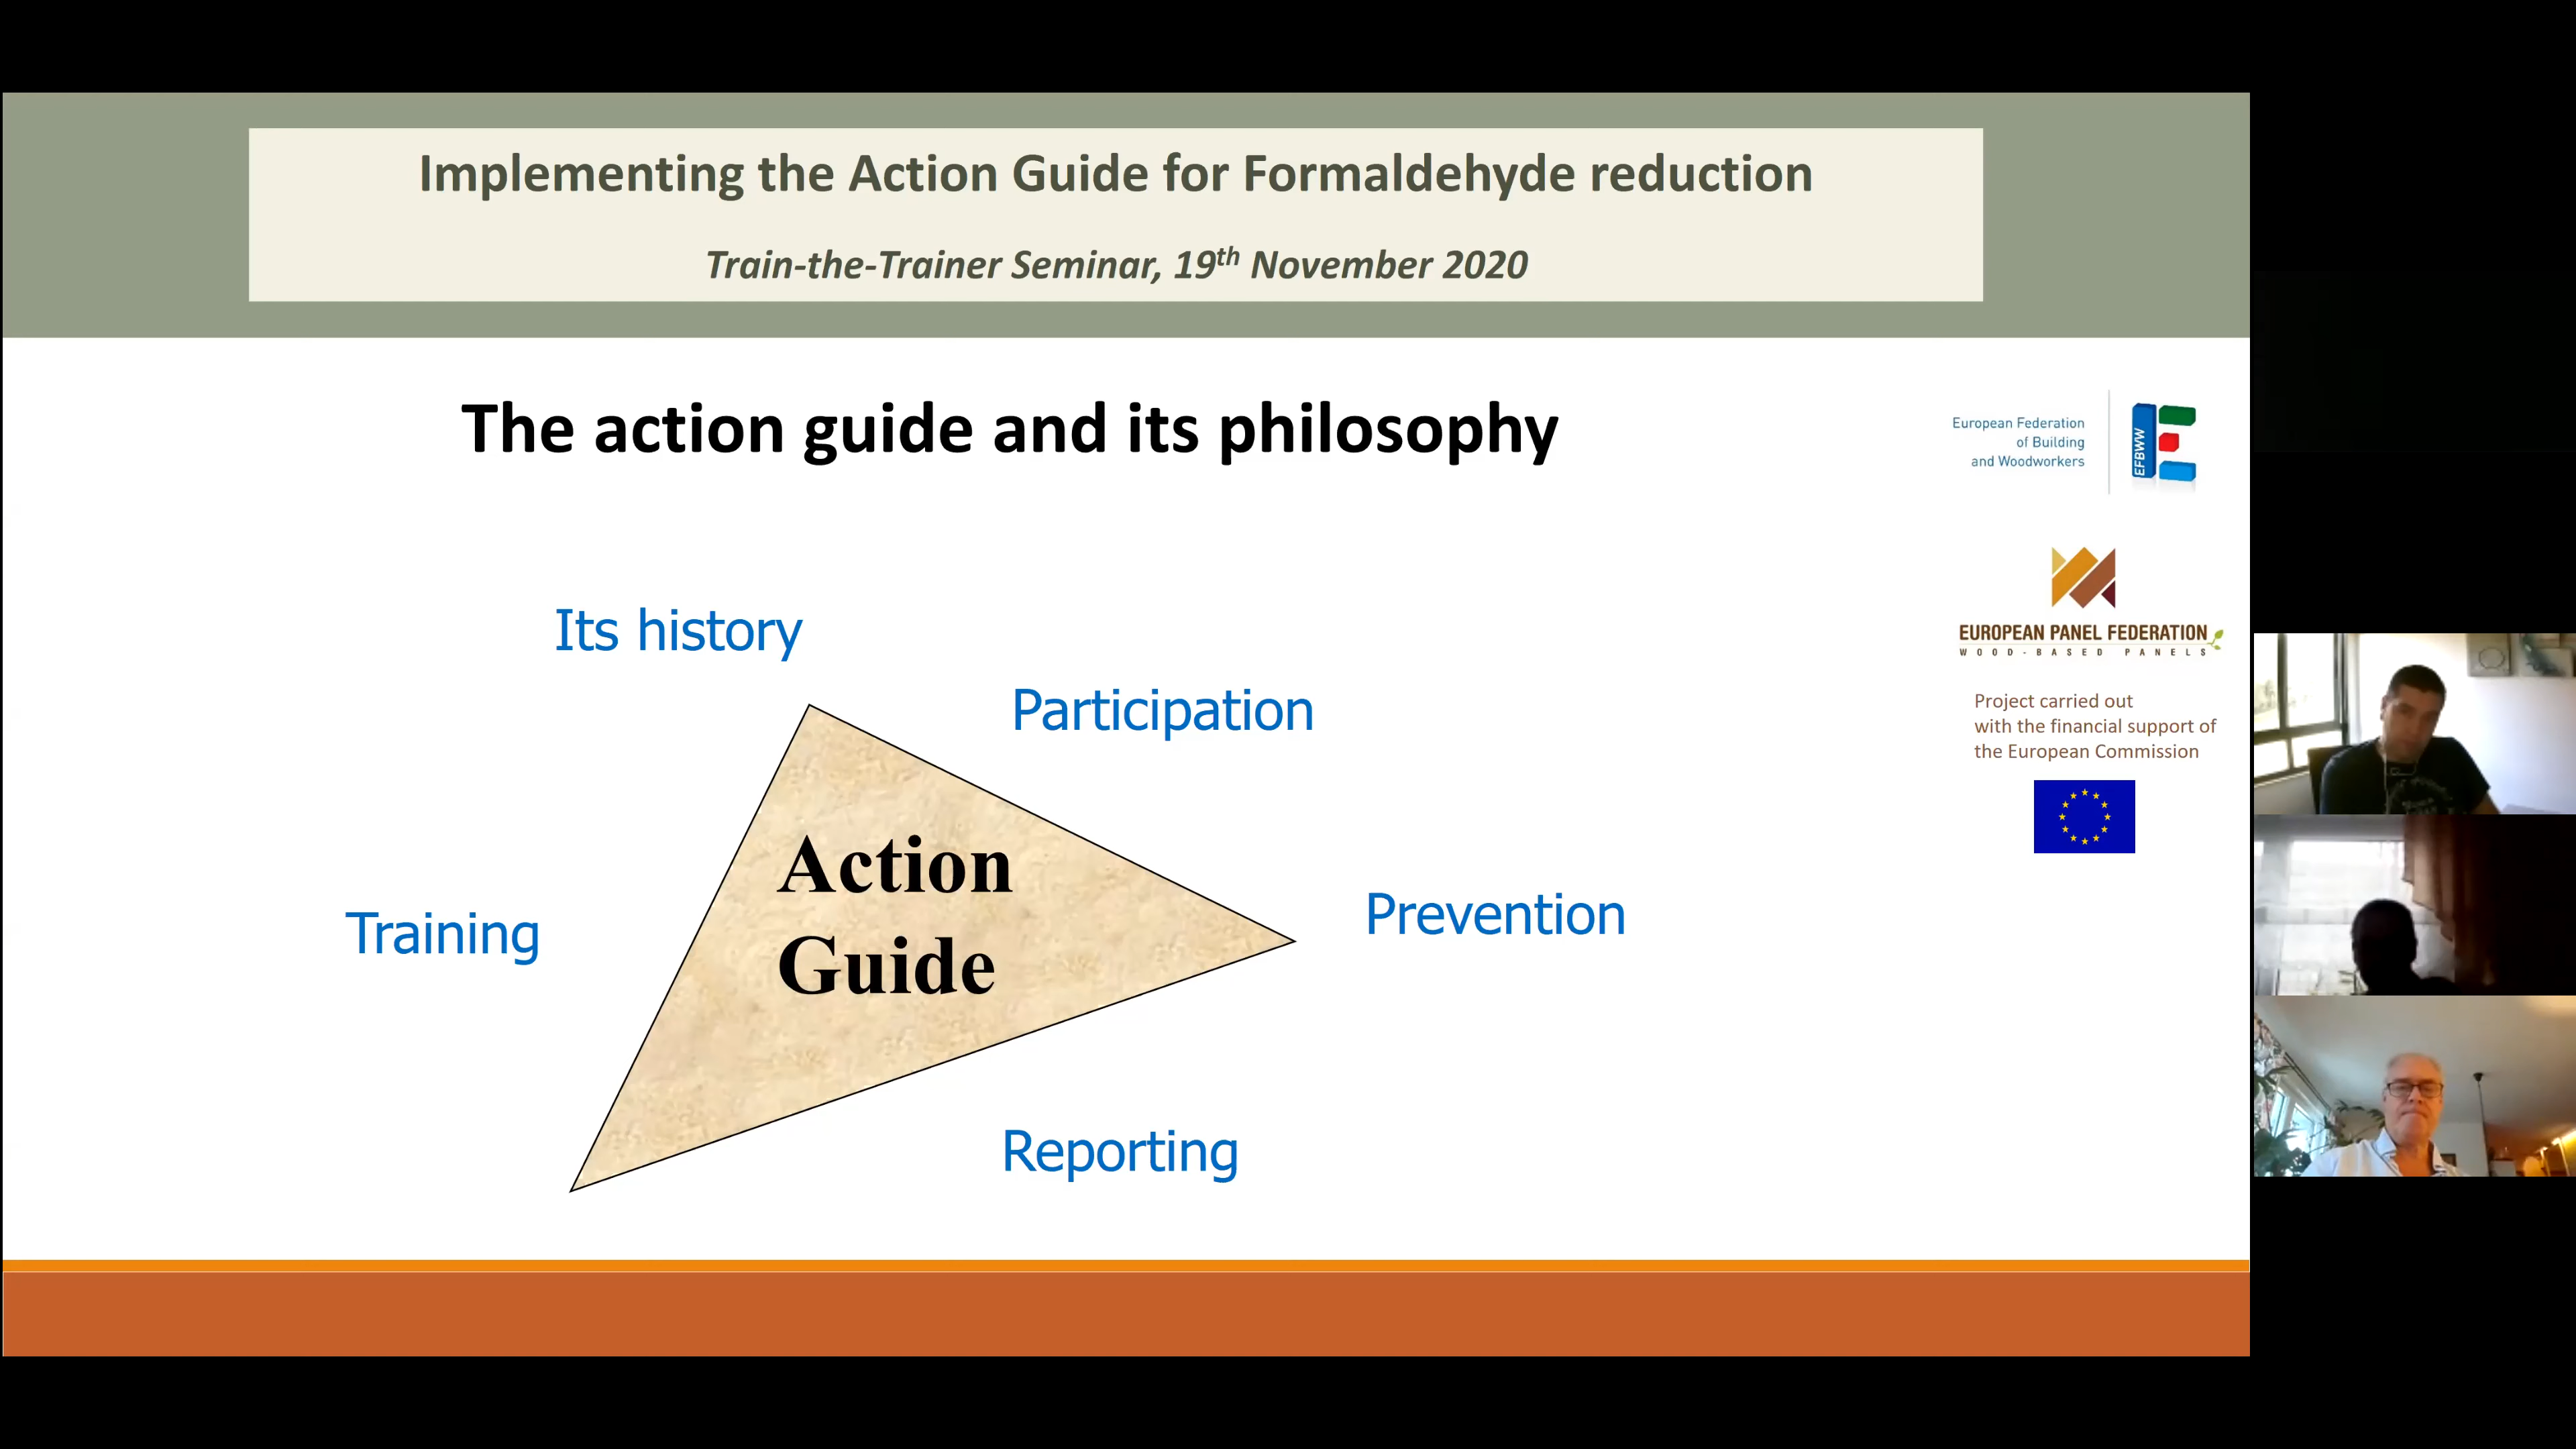 Implementing the Action Guide for Formaldehyde reduction
Train-the-Trainer Seminar, 19th November 2020
The action guide and its philosophy
European Federation
of Building
and Woodworkers
EFBWW
EUROPEAN PANEL FEDERATION
WOOD-BASED PANELS
Project carried out
with the financial support of
the European Commission
Its history
Participation
Action
Guide
Training
Prevention
Reporting